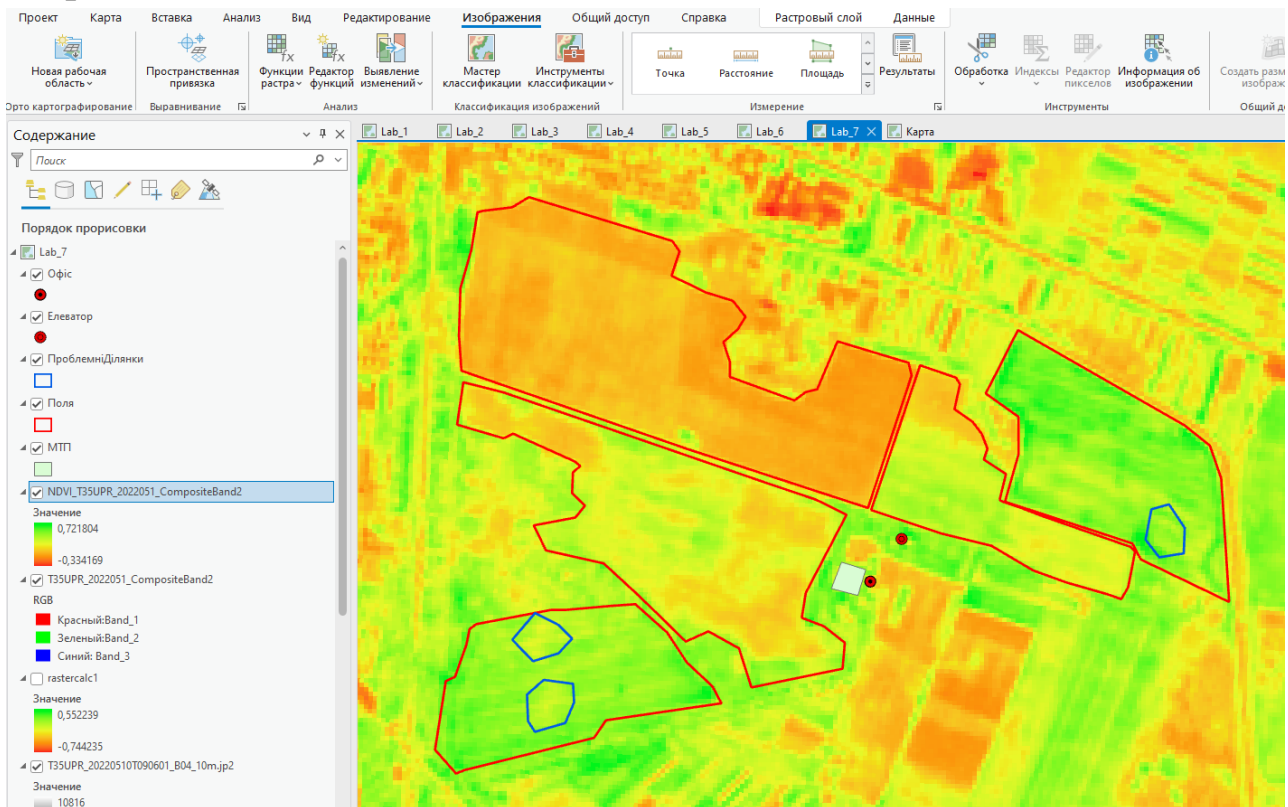 Проект Карта Вставка Анализ Вид Редактирование Изображения Общий доступ Справка Растровый слой Данные
Новая рабочая область
Пространственная привязка
Функции растра
Редактор функций
Выявление изменений
Мастер классификации
Инструменты классификации
Точка
Расстояние
Площадь
Результаты
Обработка
Индексы
Редактор пикселов
Информация об изображении
Создать
Орто картографирование Выравнивание Анализ Классификация изображений Измерение Инструменты
Содержание
Lab_1 Lab_2 Lab_3 Lab_4 Lab_5 Lab_6 Lab_7 Карта
Поиск
Порядок прорисовки
Lab_7
Офіс
Елеватор
ПроблемніДілянки
Поля
МТП
NDVI_T35UPR_2022051_CompositeBand2
Значение
0,721804
-0,334169
T35UPR_2022051_CompositeBand2
RGB
Красный:Band_1
Зеленый:Band_2
Синий: Band_3
rastercalc1
Значение
0,552239
-0,744235
T35UPR_20220510T090601_B04_10m.jp2
Значение
10816